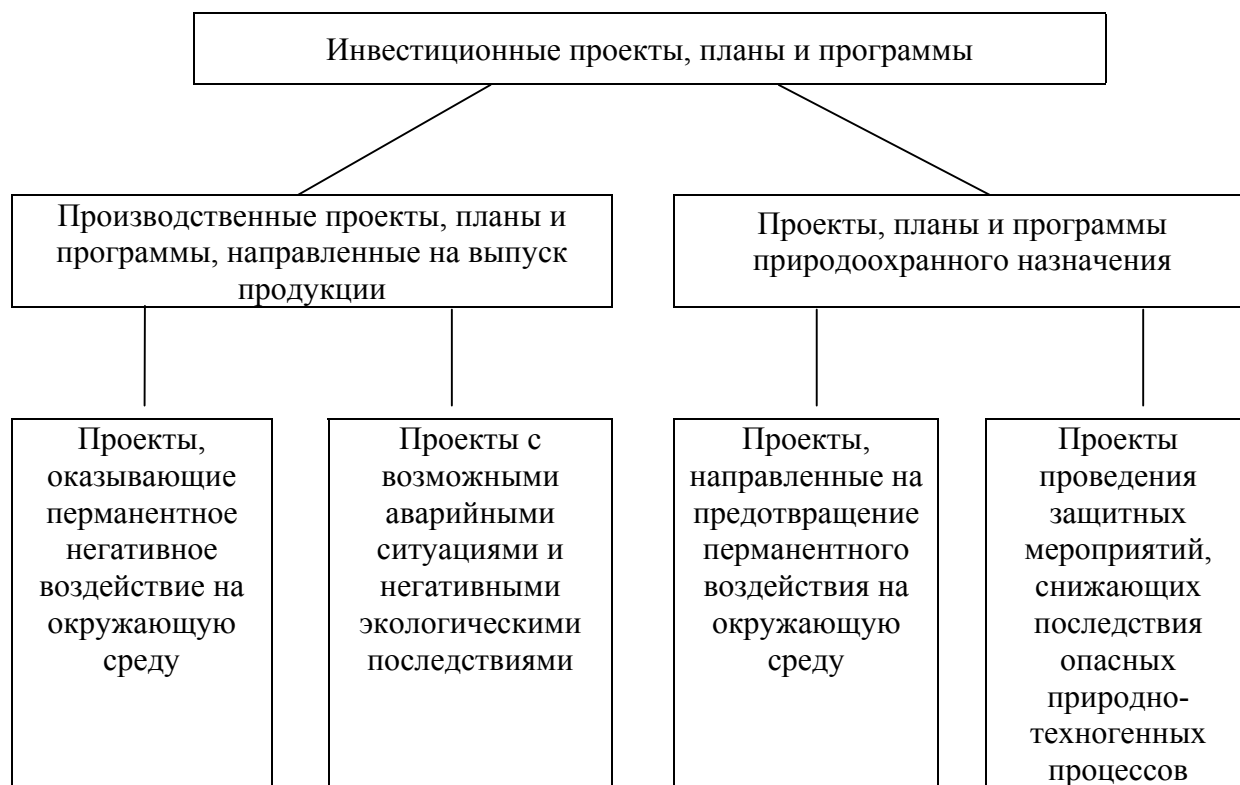 Инвестиционные проекты, планы и программы
Производственные проекты, планы и
программы, направленные на выпуск
продукции
Проекты, планы и программы
природоохранного назначения
Проекты,
оказывающие
перманентное
негативное
воздействие на
окружающую
среду
Проекты с
возможными
аварийными
ситуациями и
негативными
экологическими
последствиями
Проекты,
направленные на
предотвращение
перманентного
воздействия на
окружающую
среду
Проекты
проведения
защитных
мероприятий,
снижающих
последствия
опасных
природно-
техногенных
процессов